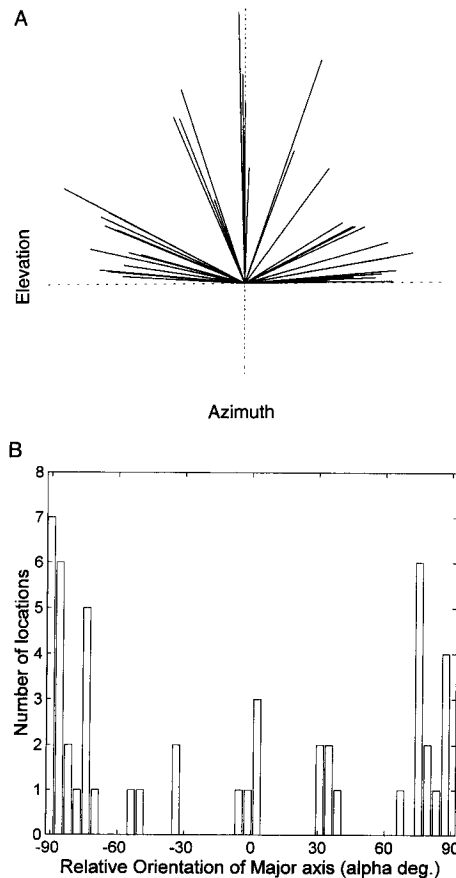 A
Elevation
Azimuth
B
8
7
6
5
4
3
2
1
0
Number of locations
-90 -60 -30 0 30 60 90
Relative Orientation of Major axis (alpha deg.)